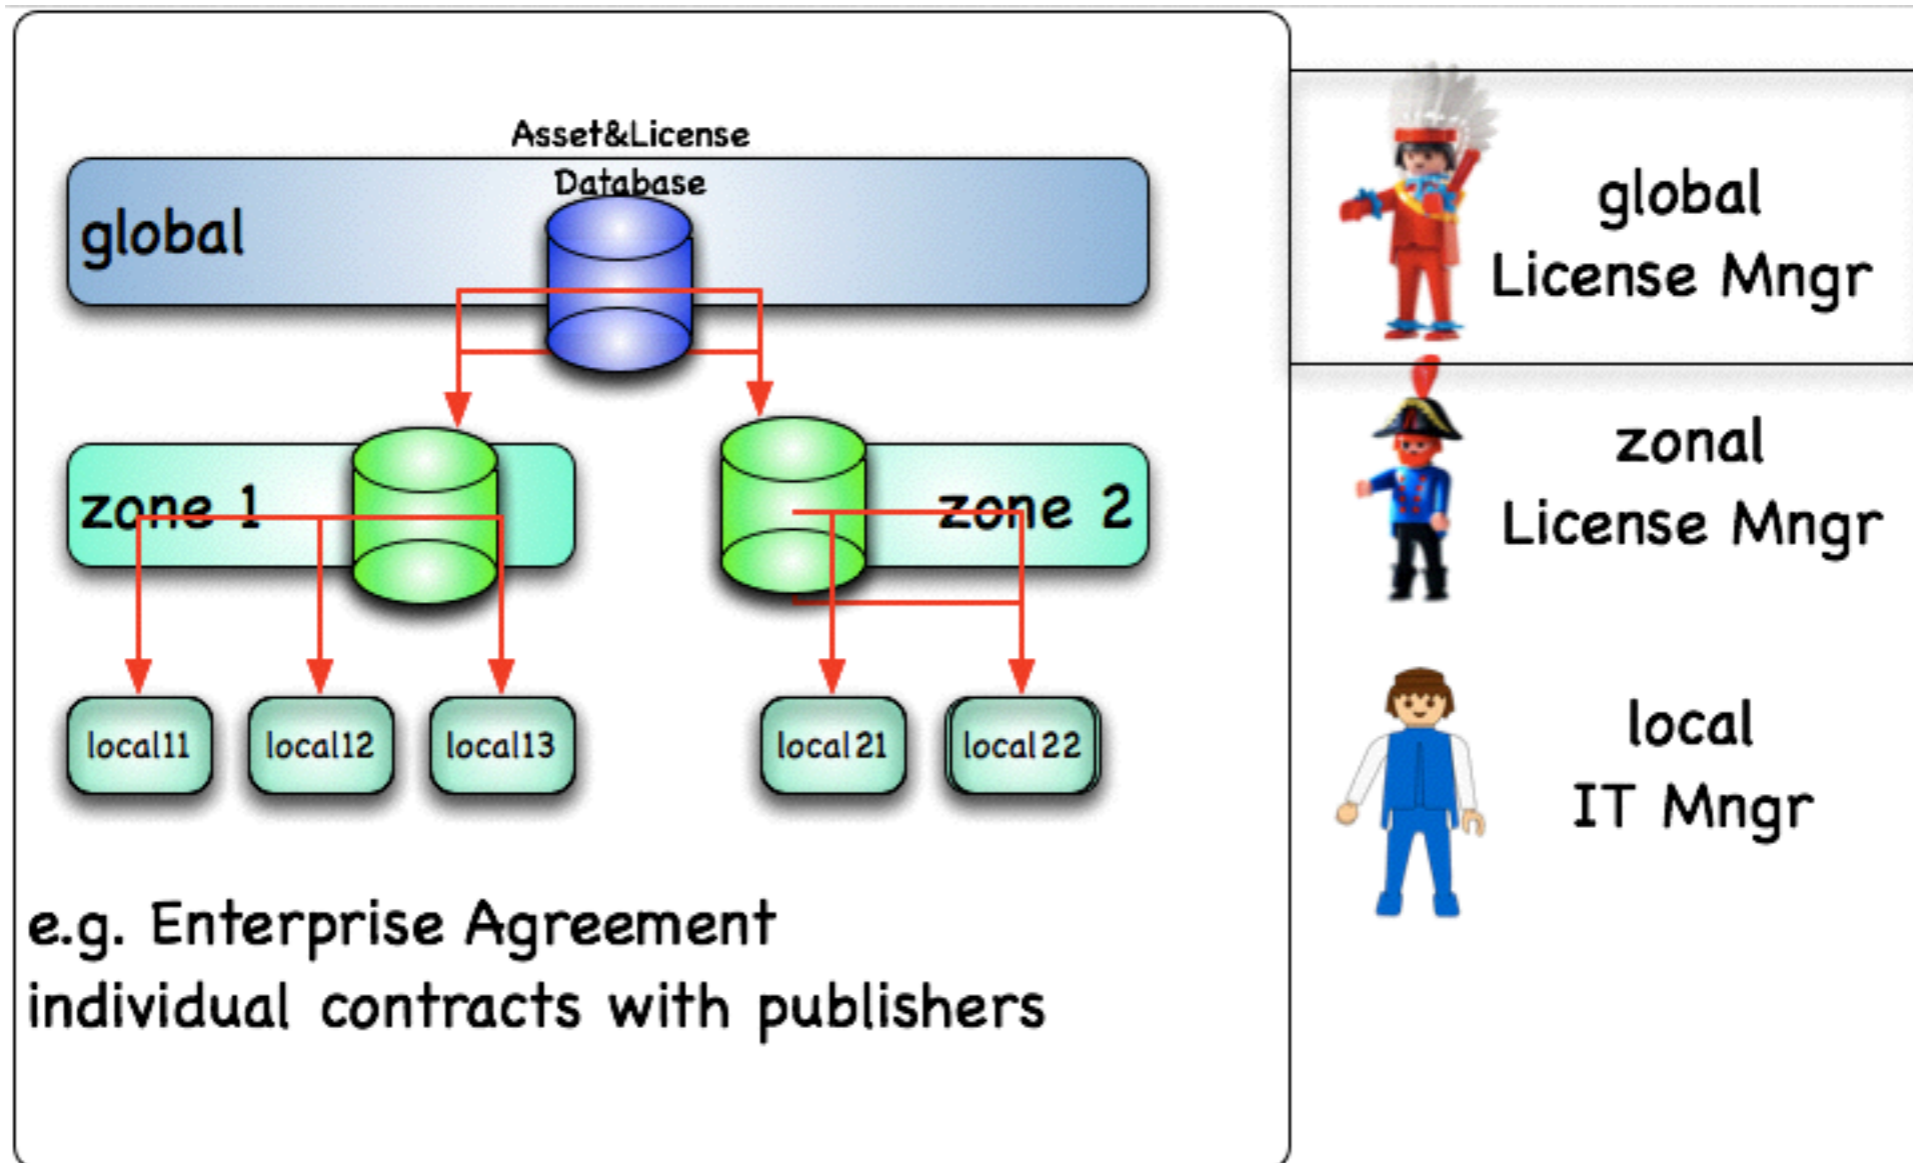 Asset&License
Database
global
zone 1
zone 2
local11
local12
local13
local21
local22
e.g. Enterprise Agreement
individual contracts with publishers
global
License Mngr
zonal
License Mngr
local
IT Mngr